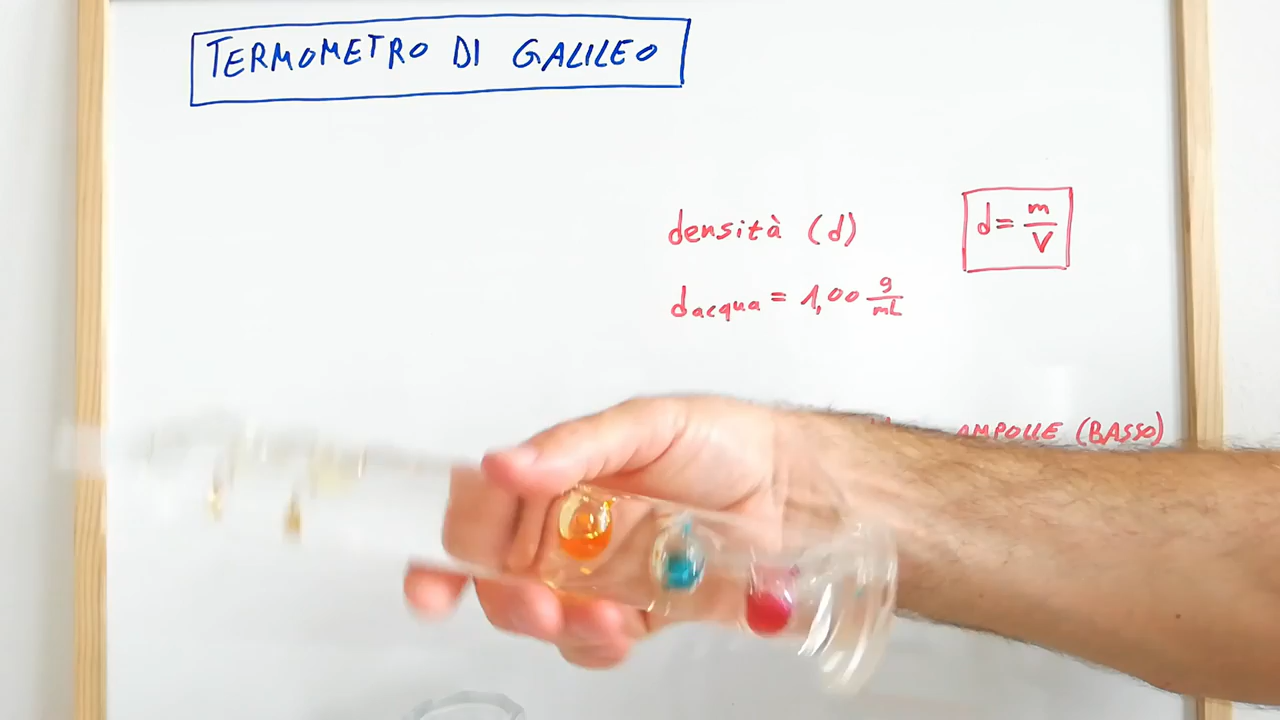 TERMOMETRO DI GALILEO
densità (d)
d = m/V
dacqua = 1,00 g/mL
AMPOLLE (BASSO)